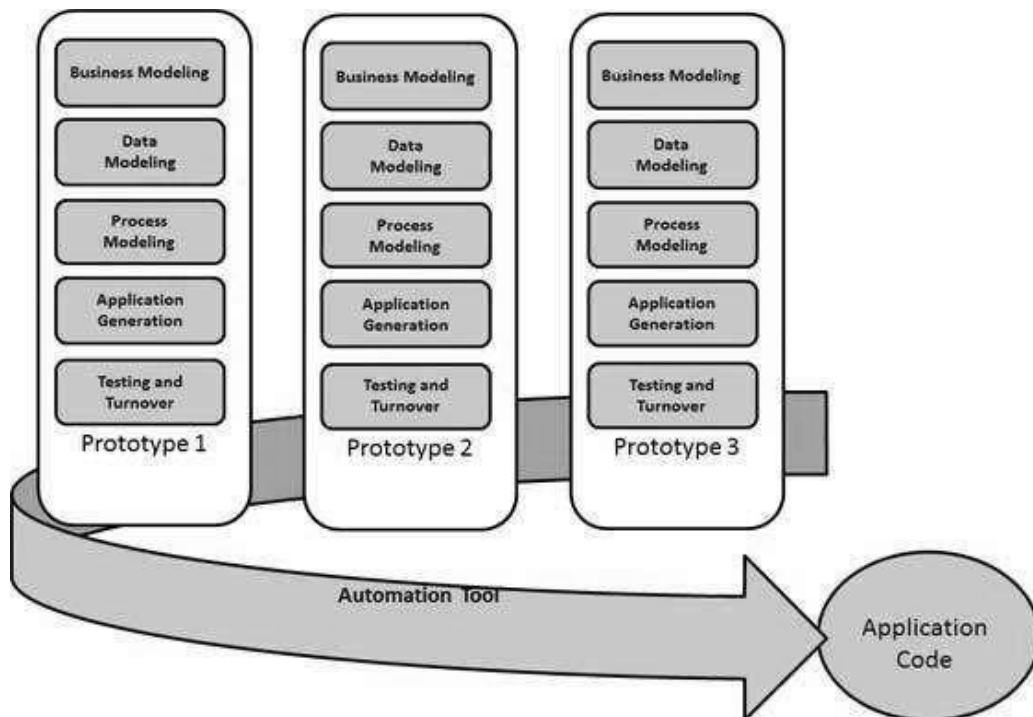 Business Modeling
Data
Modeling
Process
Modeling
Application
Generation
Testing and
Turnover
Prototype 1
Business Modeling
Data
Modeling
Process
Modeling
Application
Generation
Testing and
Turnover
Prototype 2
Business Modeling
Data
Modeling
Process
Modeling
Application
Generation
Testing and
Turnover
Prototype 3
Automation Tool
Application
Code